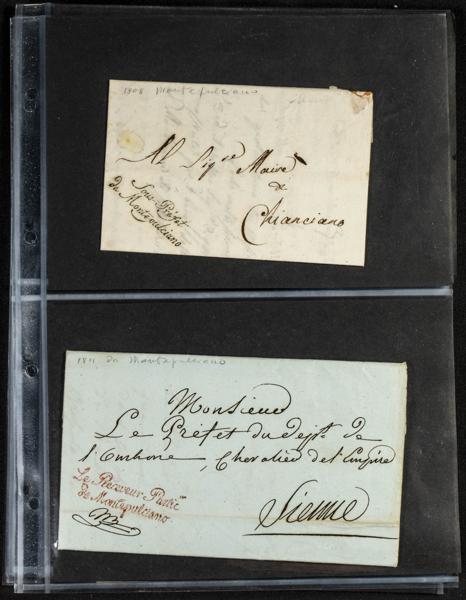 1808 Montepulciano
Al Sig.re Maire
de
Chianciano
Sous-Préfet
de Montepulciano
1811 da Montepulciano
Monsieur
Le Préfet du Dept. de
l'Ombrone, Chevalier de l'Empire
Sienne
Le Receveur Partic.
de Montepulciano